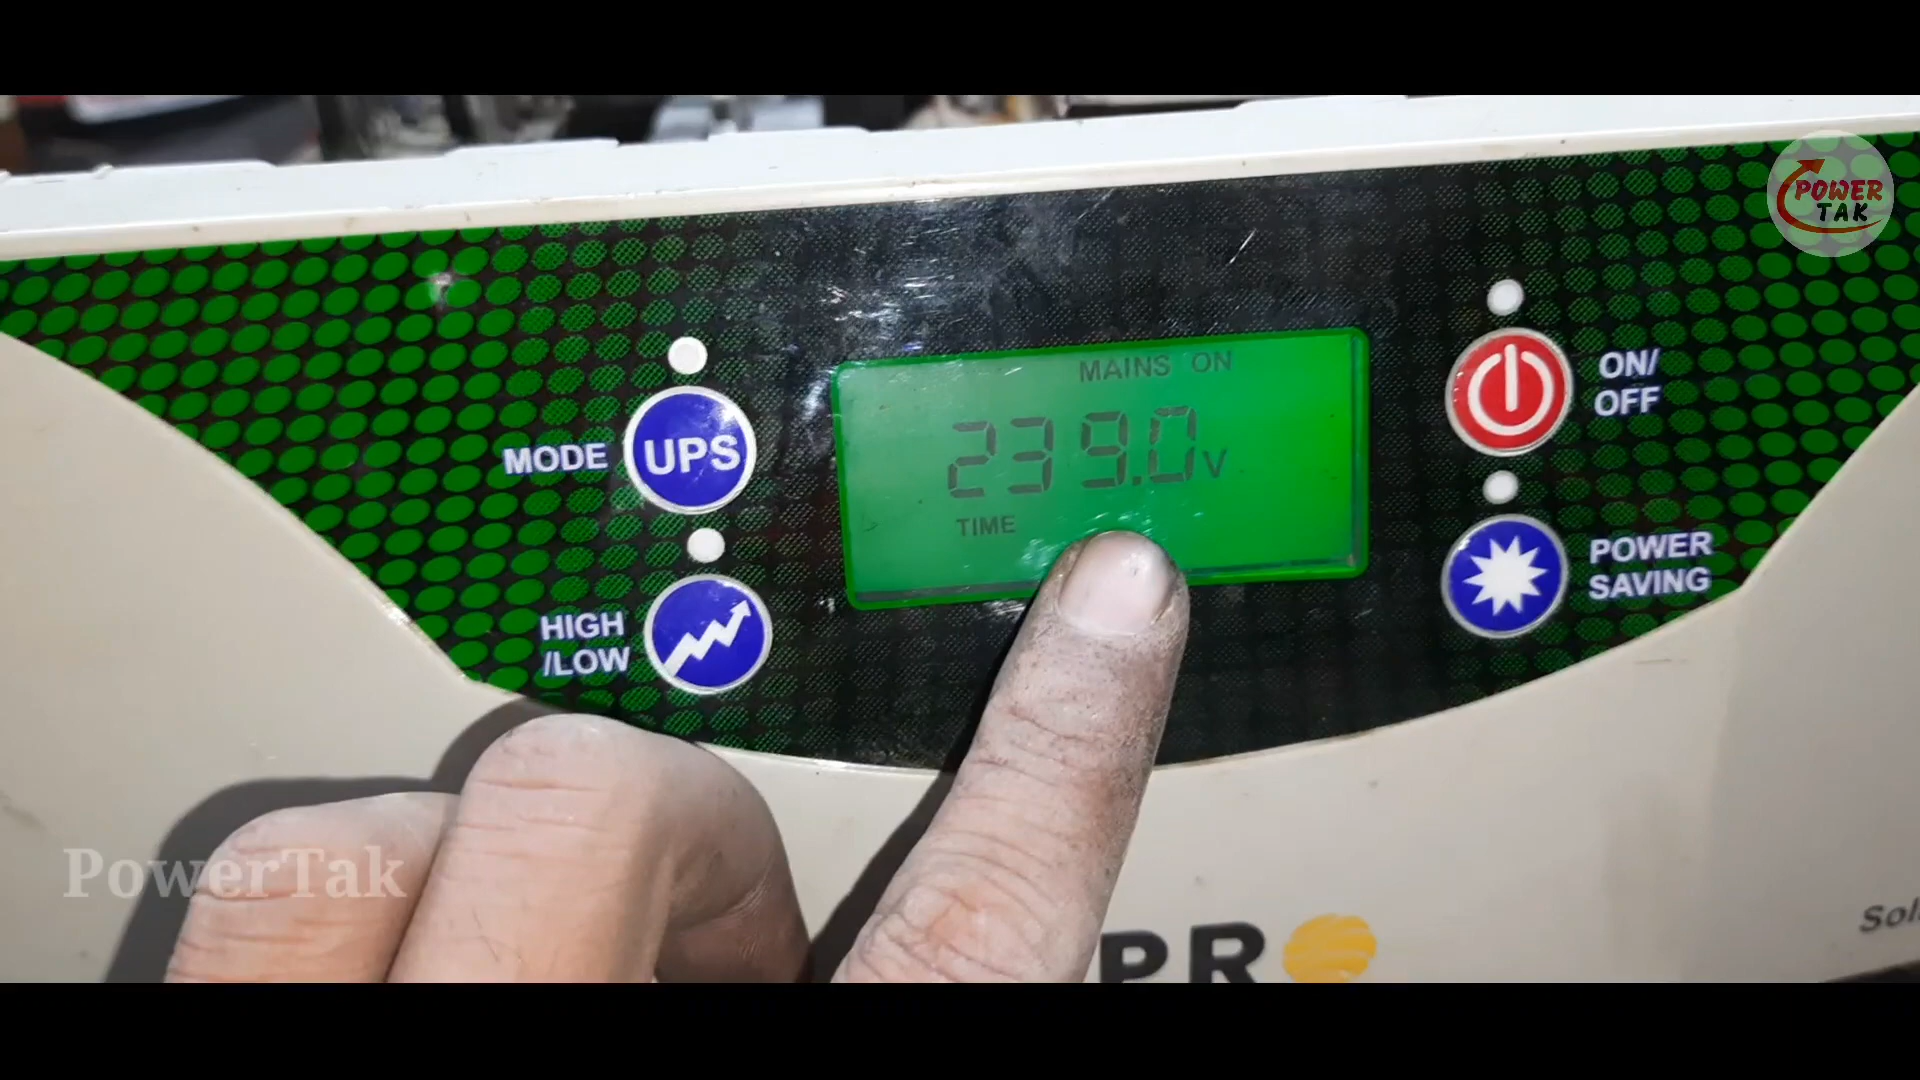 POWER
TAK
MAINS ON
239.0V
TIME
MODE
UPS
HIGH
/LOW
ON/
OFF
POWER
SAVING
PowerTak
PR
Sol